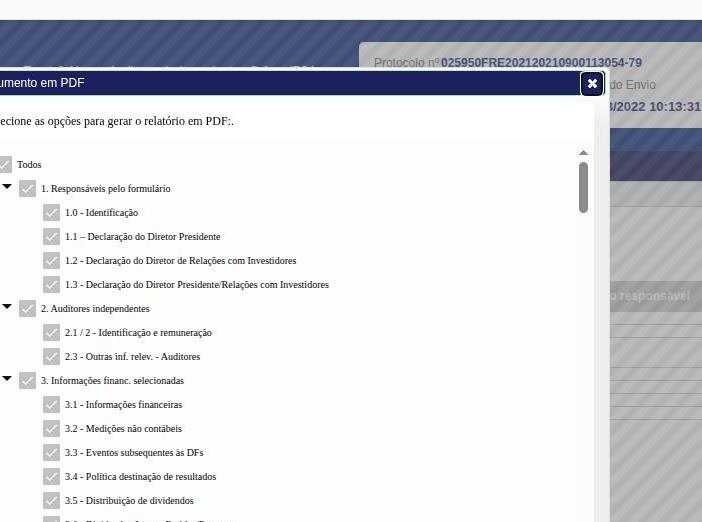 Protocolo nº 025950FRE202120210900113054-79
umento em PDF
do Envio
ecione as opções para gerar o relatório em PDF:.
/2022 10:13:31
Todos
1. Responsáveis pelo formulário
1.0 - Identificação
1.1 – Declaração do Diretor Presidente
1.2 - Declaração do Diretor de Relações com Investidores
1.3 - Declaração do Diretor Presidente/Relações com Investidores
o responsável
2. Auditores independentes
2.1 / 2 - Identificação e remuneração
2.3 - Outras inf. relev. - Auditores
3. Informações financ. selecionadas
3.1 - Informações financeiras
3.2 - Medições não contábeis
3.3 - Eventos subsequentes às DFs
3.4 - Política destinação de resultados
3.5 - Distribuição de dividendos